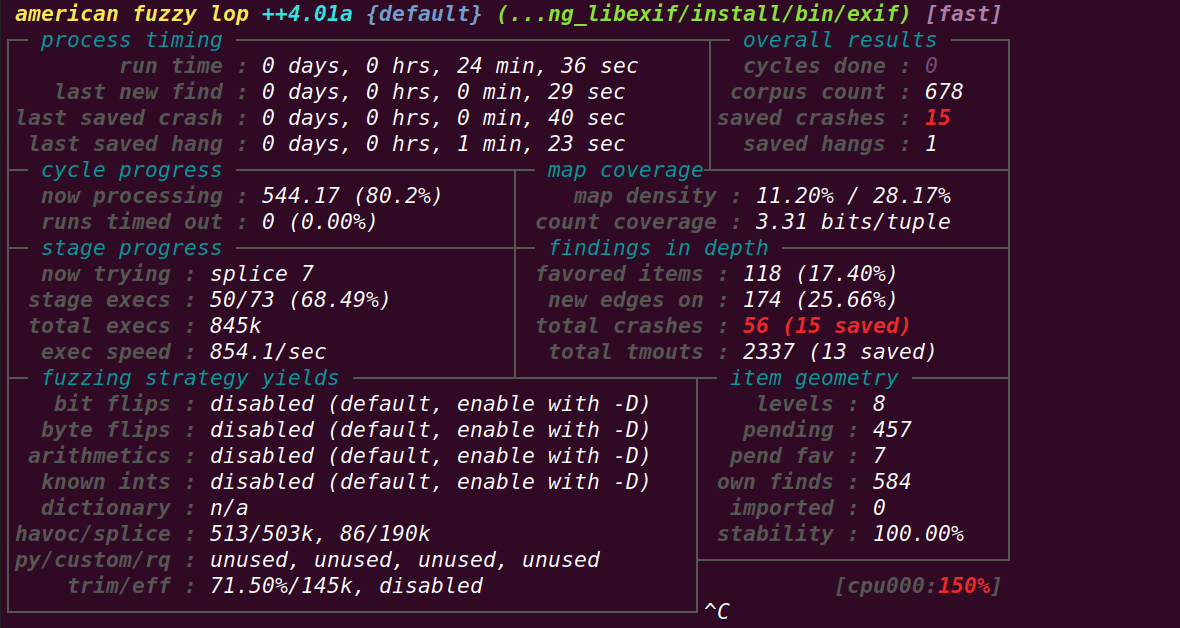 american fuzzy lop ++4.01a {default} (...ng_libexif/install/bin/exif) [fast]
process timing overall results
run time : 0 days, 0 hrs, 24 min, 36 sec cycles done : 0
last new find : 0 days, 0 hrs, 0 min, 29 sec corpus count : 678
last saved crash : 0 days, 0 hrs, 0 min, 40 sec saved crashes : 15
last saved hang : 0 days, 0 hrs, 1 min, 23 sec saved hangs : 1
cycle progress map coverage
now processing : 544.17 (80.2%) map density : 11.20% / 28.17%
runs timed out : 0 (0.00%) count coverage : 3.31 bits/tuple
stage progress findings in depth
now trying : splice 7 favored items : 118 (17.40%)
stage execs : 50/73 (68.49%) new edges on : 174 (25.66%)
total execs : 845k total crashes : 56 (15 saved)
exec speed : 854.1/sec total tmouts : 2337 (13 saved)
fuzzing strategy yields item geometry
bit flips : disabled (default, enable with -D) levels : 8
byte flips : disabled (default, enable with -D) pending : 457
arithmetics : disabled (default, enable with -D) pend fav : 7
known ints : disabled (default, enable with -D) own finds : 584
dictionary : n/a imported : 0
havoc/splice : 513/503k, 86/190k stability : 100.00%
py/custom/rq : unused, unused, unused, unused
trim/eff : 71.50%/145k, disabled [cpu000:150%]
^C